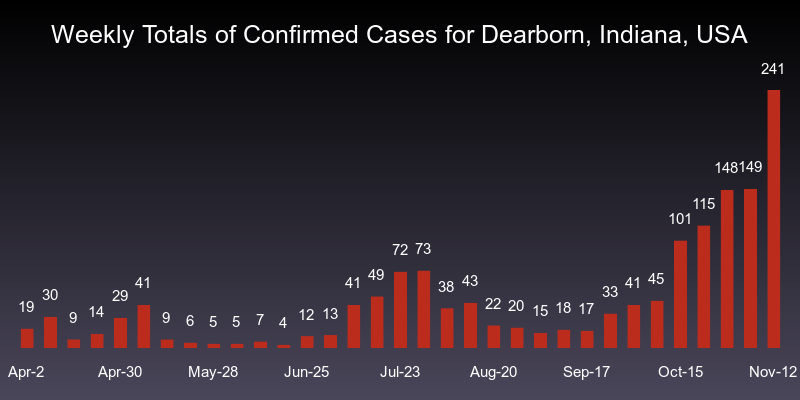 Weekly Totals of Confirmed Cases for Dearborn, Indiana, USA
19 30 9 14 29 41 9 6 5 5 7 4 12 13 41 49 72 73 38 43 22 20 15 18 17 33 41 45 101 115 148 149 241
Apr-2 Apr-30 May-28 Jun-25 Jul-23 Aug-20 Sep-17 Oct-15 Nov-12